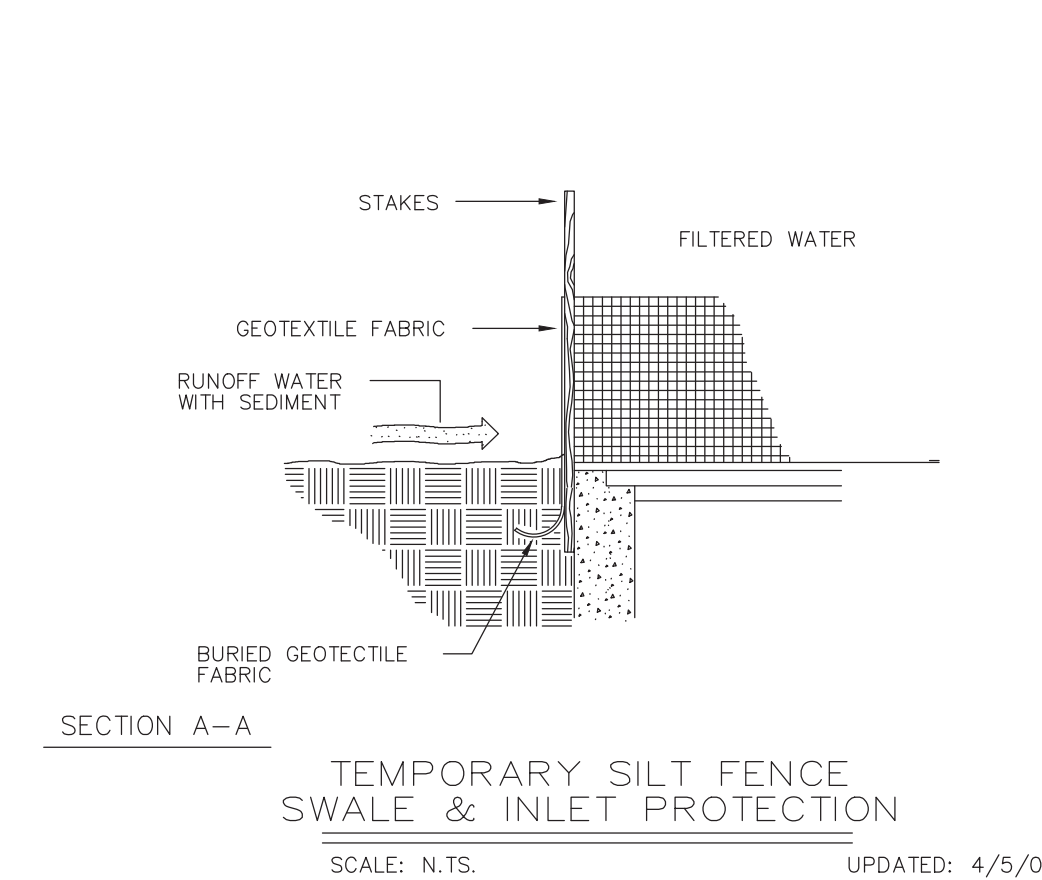 STAKES
FILTERED WATER
GEOTEXTILE FABRIC
RUNOFF WATER
WITH SEDIMENT
BURIED GEOTECTILE
FABRIC
SECTION A-A
TEMPORARY SILT FENCE
SWALE & INLET PROTECTION
SCALE: N.TS.
UPDATED: 4/5/0